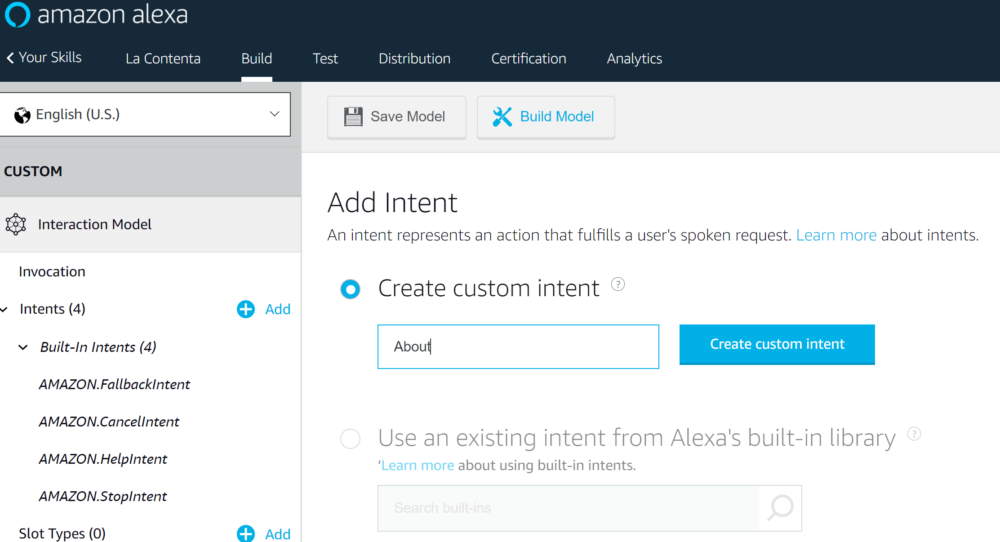 amazon alexa
Your Skills La Contenta Build Test Distribution Certification Analytics
English (U.S.)
Save Model Build Model
CUSTOM
Interaction Model
Invocation
Intents (4) Add
Built-In Intents (4)
AMAZON.FallbackIntent
AMAZON.CancelIntent
AMAZON.HelpIntent
AMAZON.StopIntent
Slot Types (0) Add
Add Intent
An intent represents an action that fulfills a user's spoken request. Learn more about intents.
Create custom intent ?
About Create custom intent
Use an existing intent from Alexa's built-in library ?
‘Learn more about using built-in intents.
Search built-ins